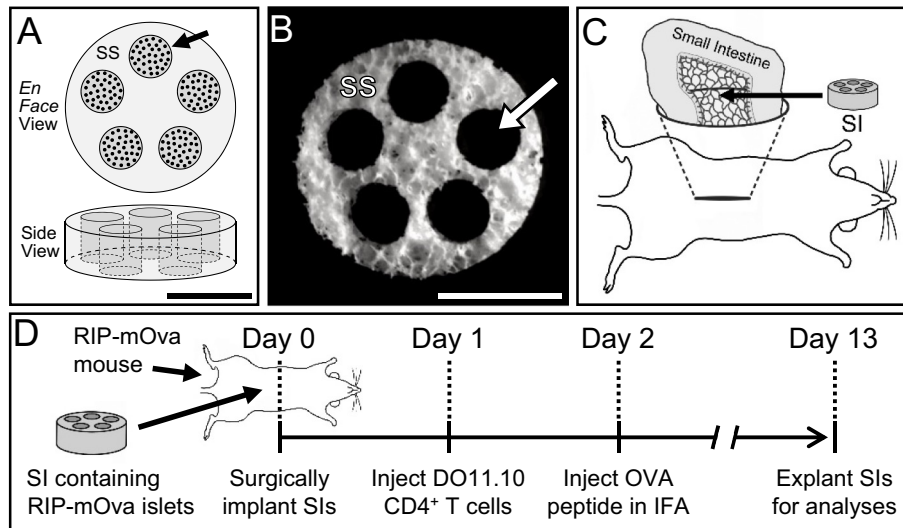 A
SS
En
Face
View
Side
View
B
SS
C
Small Intestine
SI
D
RIP-mOva
mouse
Day 0
Day 1
Day 2
Day 13
SI containing
RIP-mOva islets
Surgically
implant SIs
Inject DO11.10
CD4⁺ T cells
Inject OVA
peptide in IFA
Explant SIs
for analyses